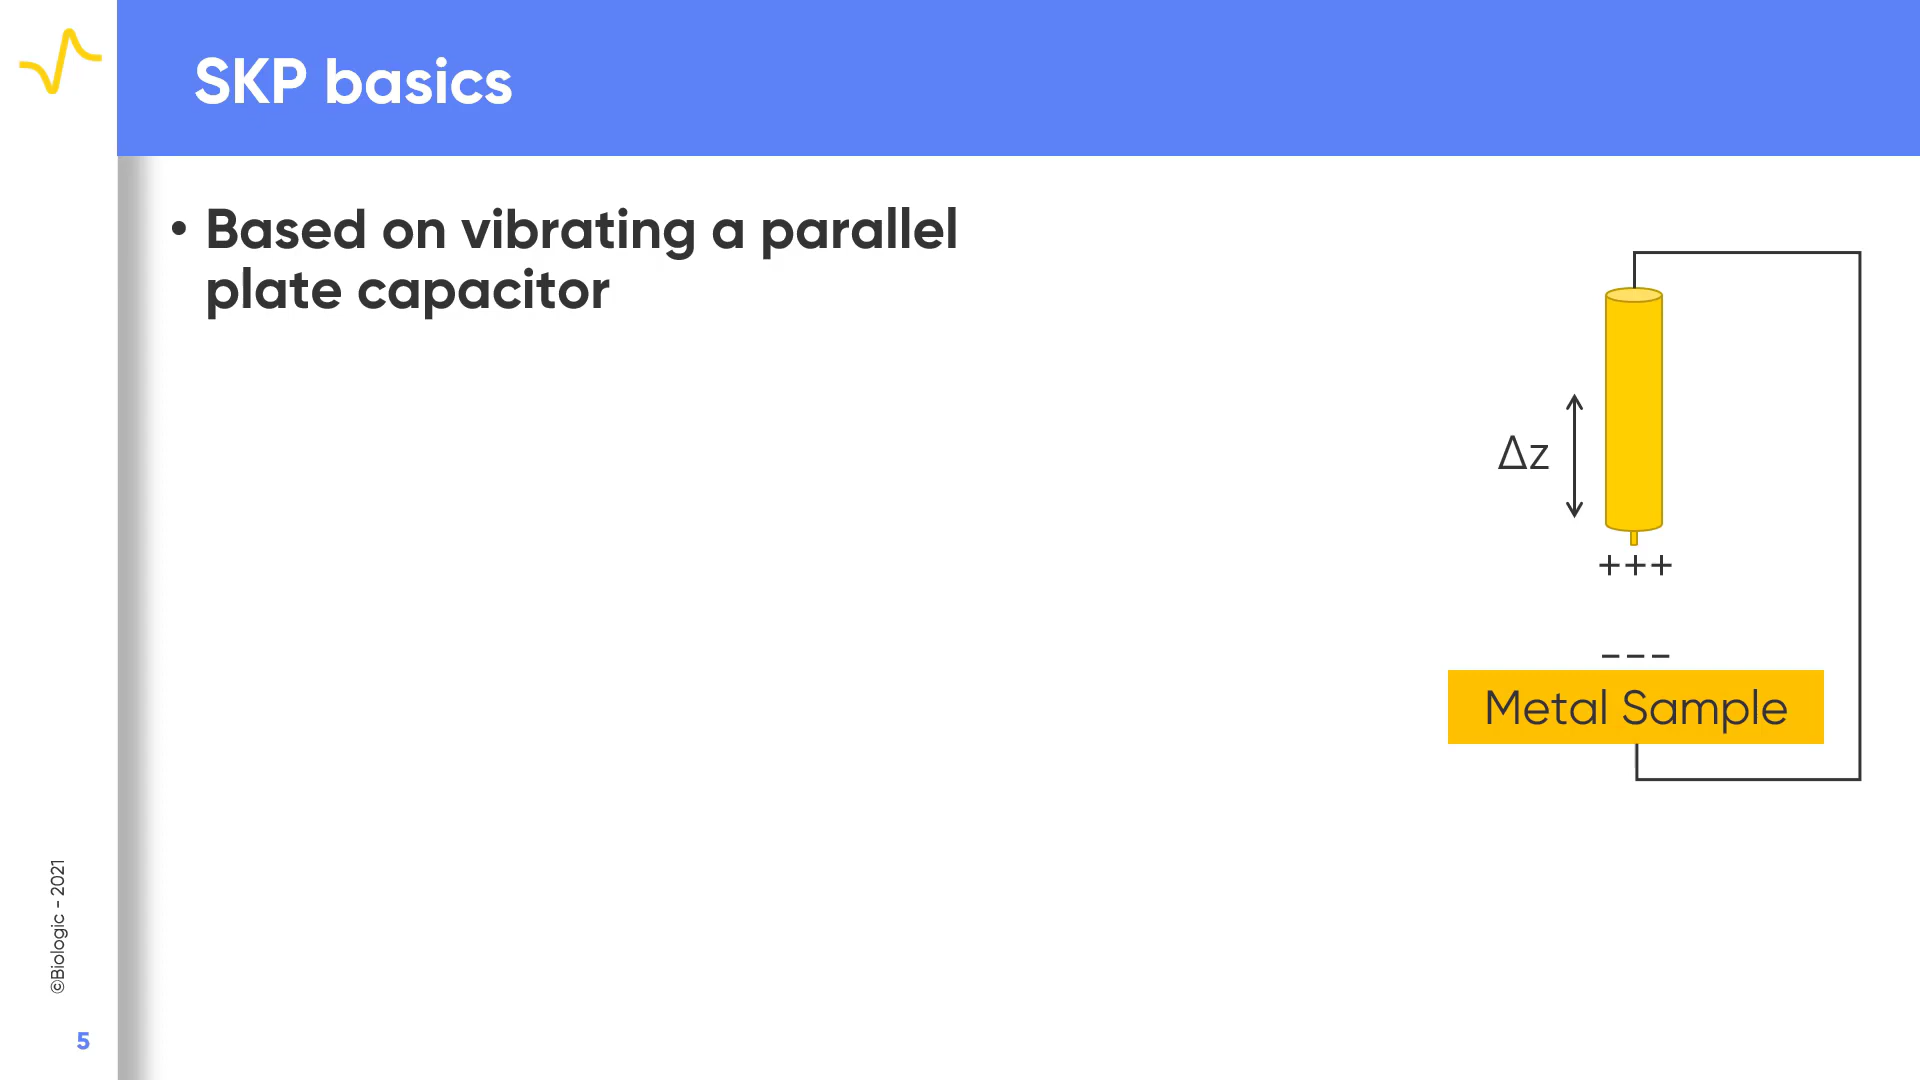 SKP basics
• Based on vibrating a parallel
plate capacitor
Δz
+++
– – –
Metal Sample
©Biologic - 2021
5